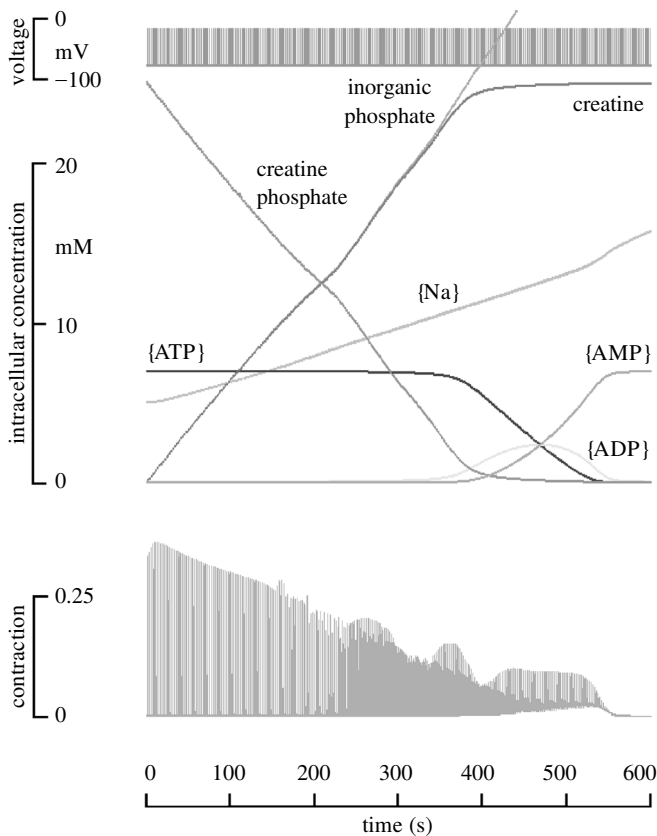 voltage
0
mV
−100
inorganic
phosphate
creatine
creatine
phosphate
intracellular concentration
20
mM
10
0
{Na}
{ATP}
{AMP}
{ADP}
contraction
0.25
0
0 100 200 300 400 500 600
time (s)